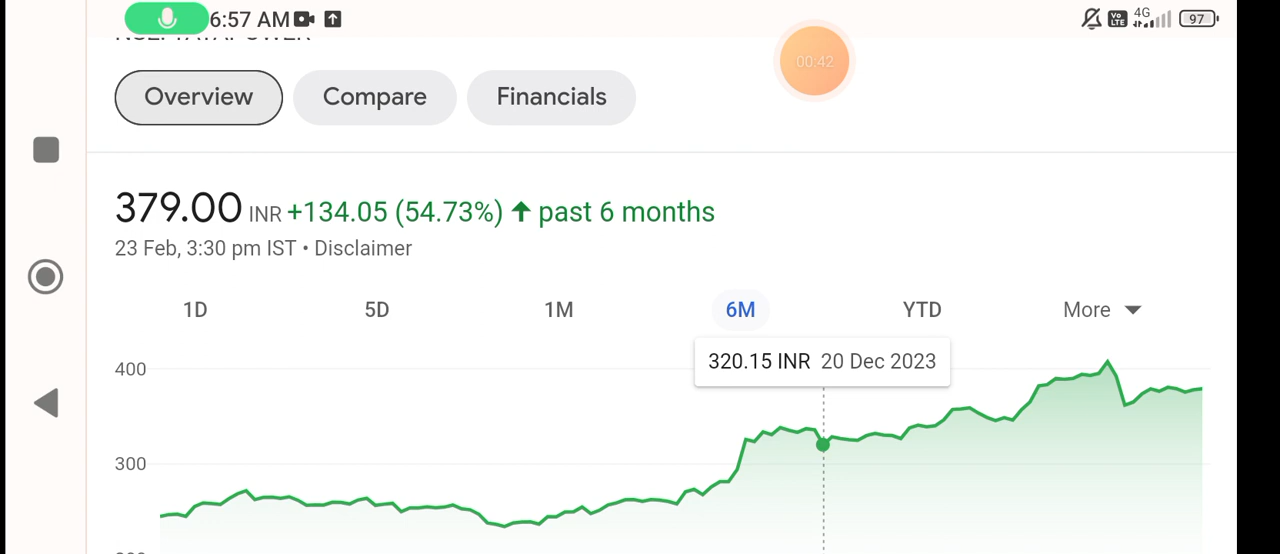 6:57 AM
Vo LTE 4G 97
00:42
Overview Compare Financials
379.00 INR +134.05 (54.73%) ↑ past 6 months
23 Feb, 3:30 pm IST • Disclaimer
1D 5D 1M 6M YTD More
320.15 INR 20 Dec 2023
400
300